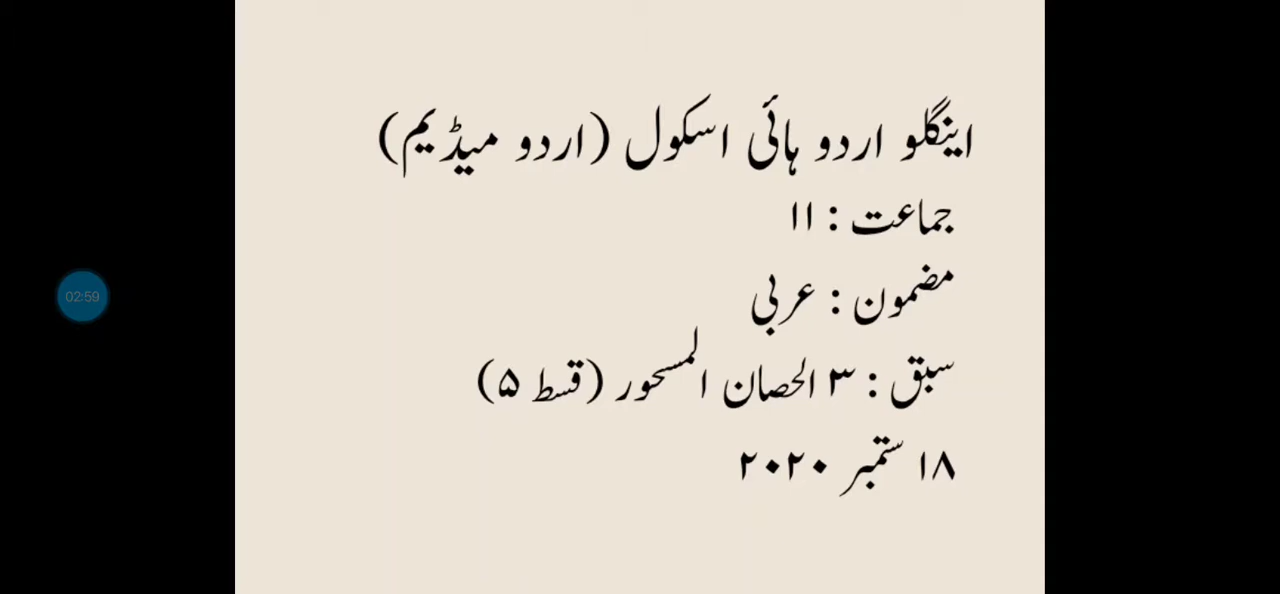 اینگلو اردو ہائی اسکول (اردو میڈیم)
جماعت : ۱۱
مضمون : عربی
سبق : ۳ الحصان المسحور (قسط ۵)
۱۸ ستمبر ۲۰۲۰
02:59